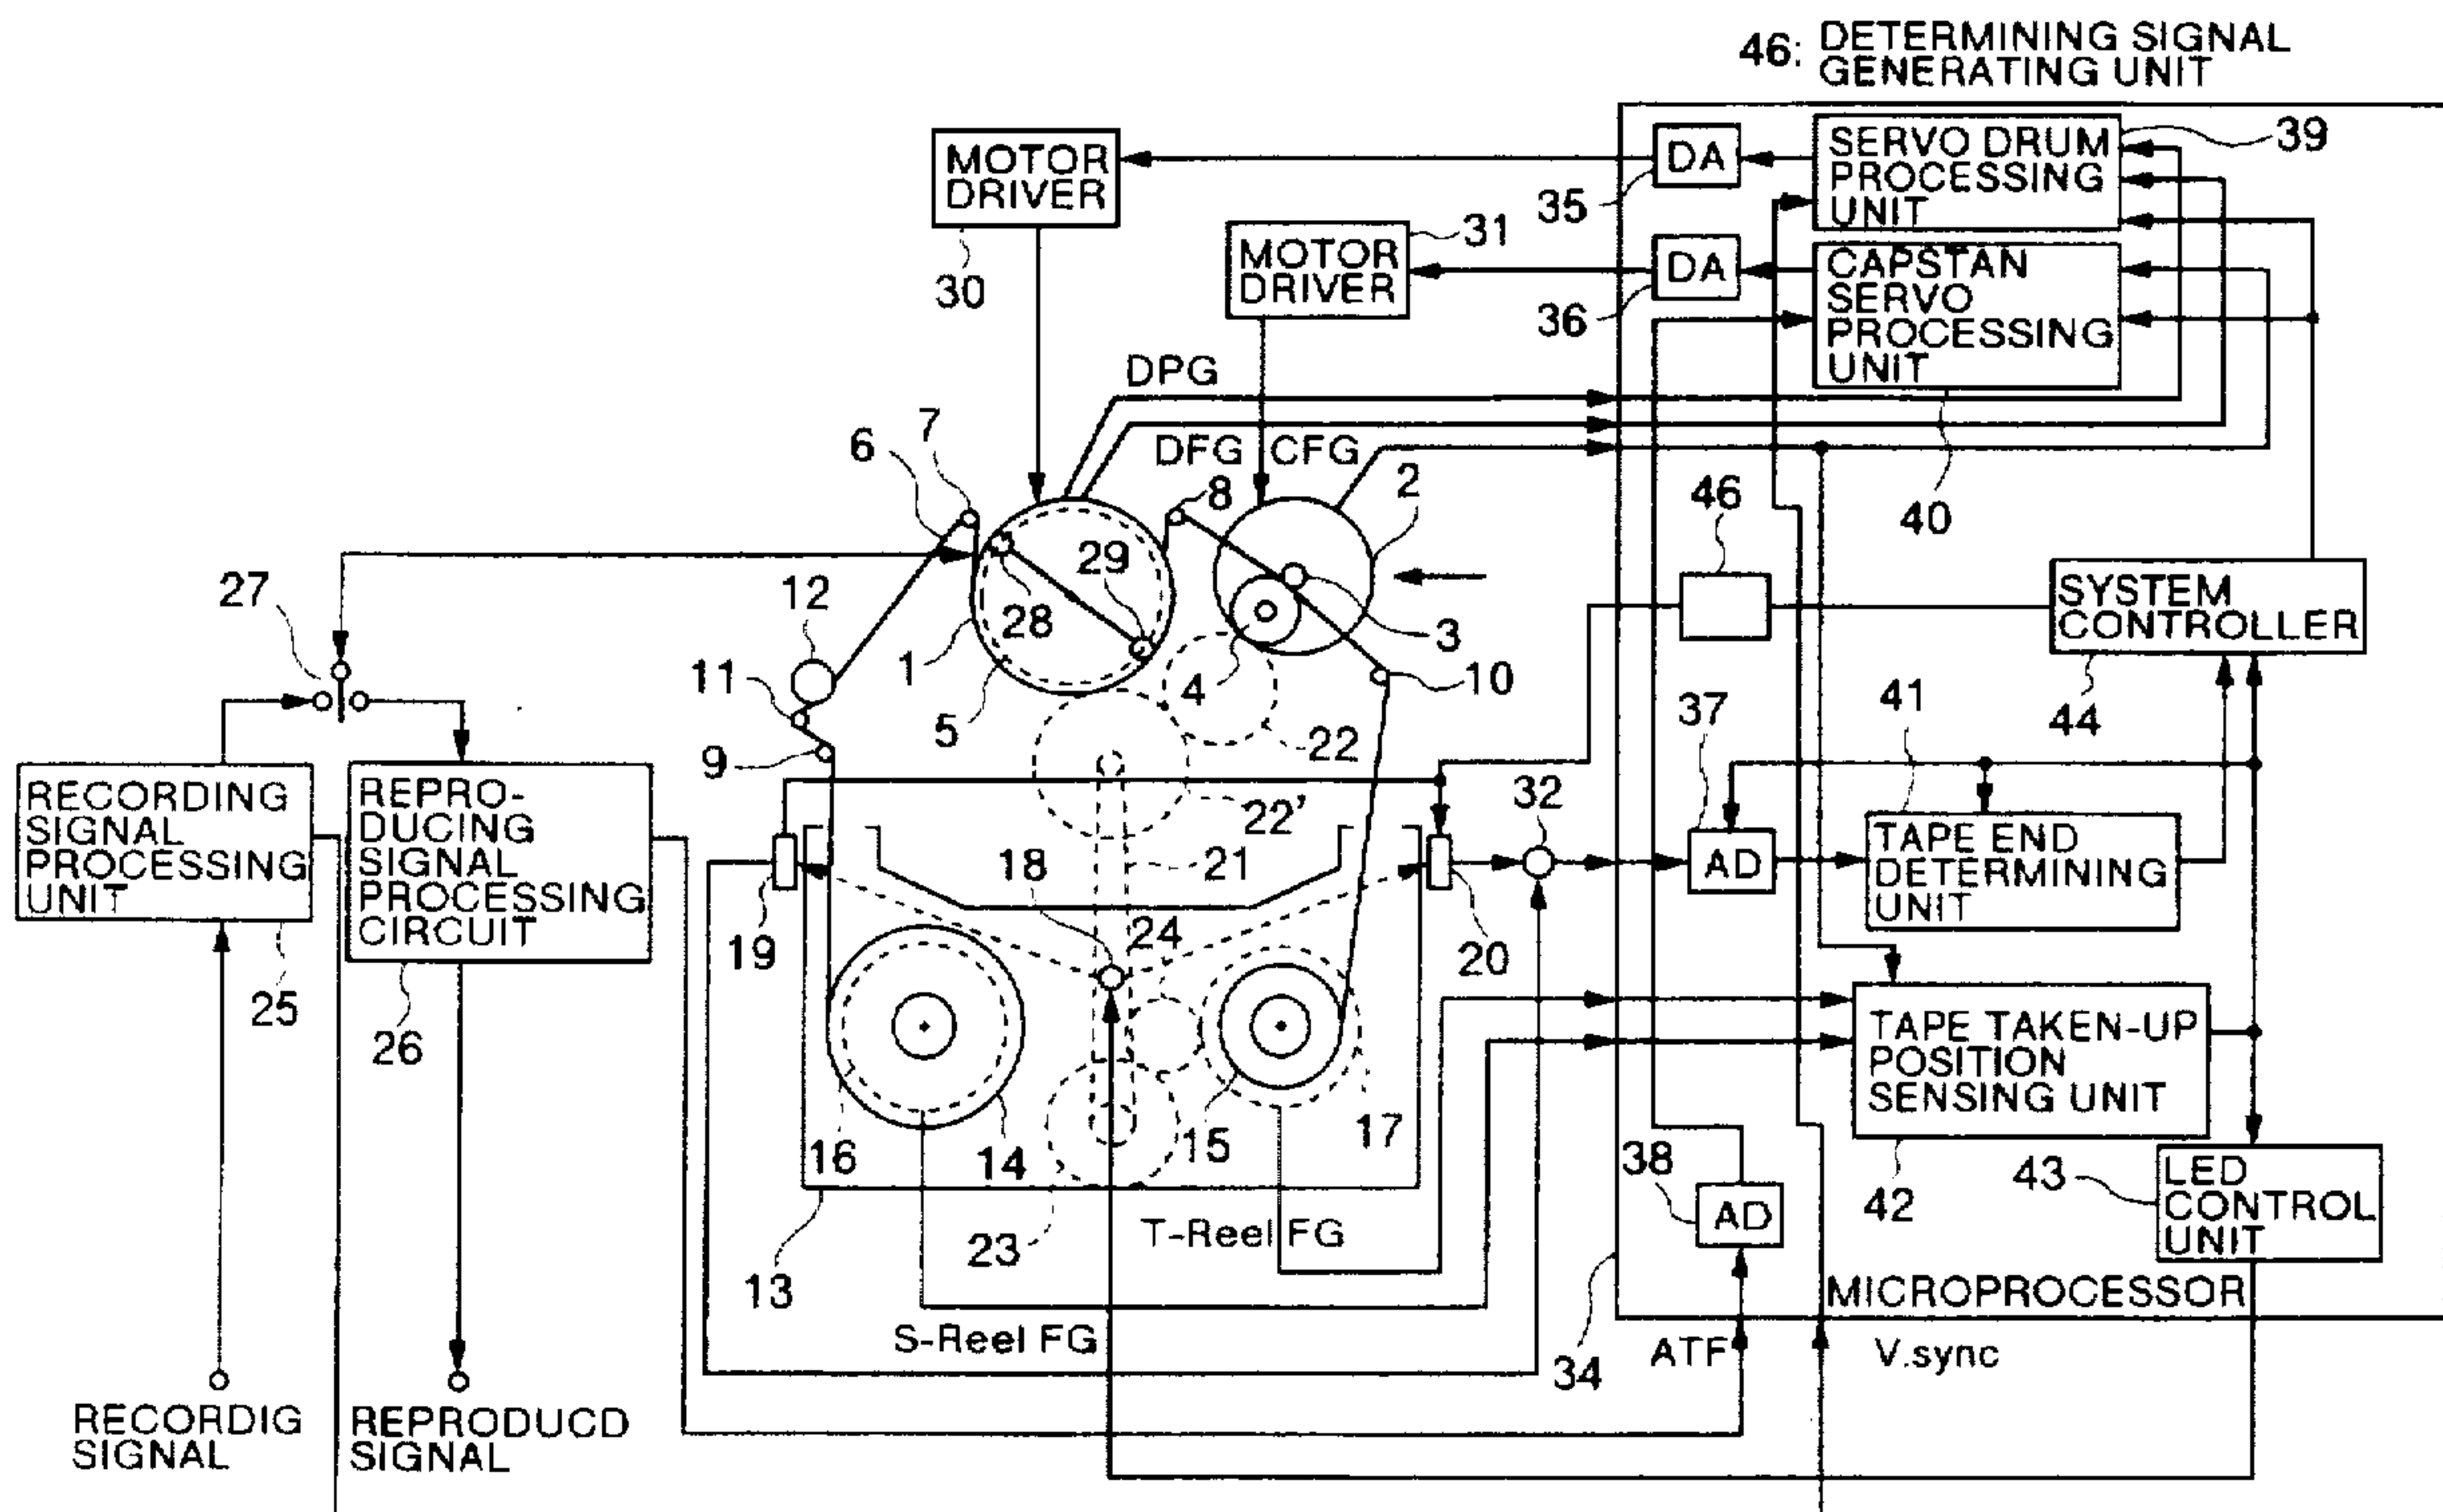 46: DETERMINING SIGNAL
GENERATING UNIT
MOTOR
DRIVER
30
DA
35
SERVO DRUM
PROCESSING
UNIT
39
MOTOR
DRIVER
31
DA
36
CAPSTAN
SERVO
PROCESSING
UNIT
40
DPG
DFG
CFG
7
6
8
2
46
27
12
28
29
1
5
3
4
10
11
9
22
22'
SYSTEM
CONTROLLER
44
37
41
32
RECORDING
SIGNAL
PROCESSING
UNIT
25
REPRO-
DUCING
SIGNAL
PROCESSING
CIRCUIT
26
18
21
24
19
20
AD
TAPE END
DETERMINING
UNIT
TAPE TAKEN-UP
POSITION
SENSING UNIT
42
16
14
15
17
23
13
T-Reel FG
S-Reel FG
38
AD
43
LED
CONTROL
UNIT
MICROPROCESSOR
34
ATF
V.sync
RECORDIG
SIGNAL
REPRODUCD
SIGNAL